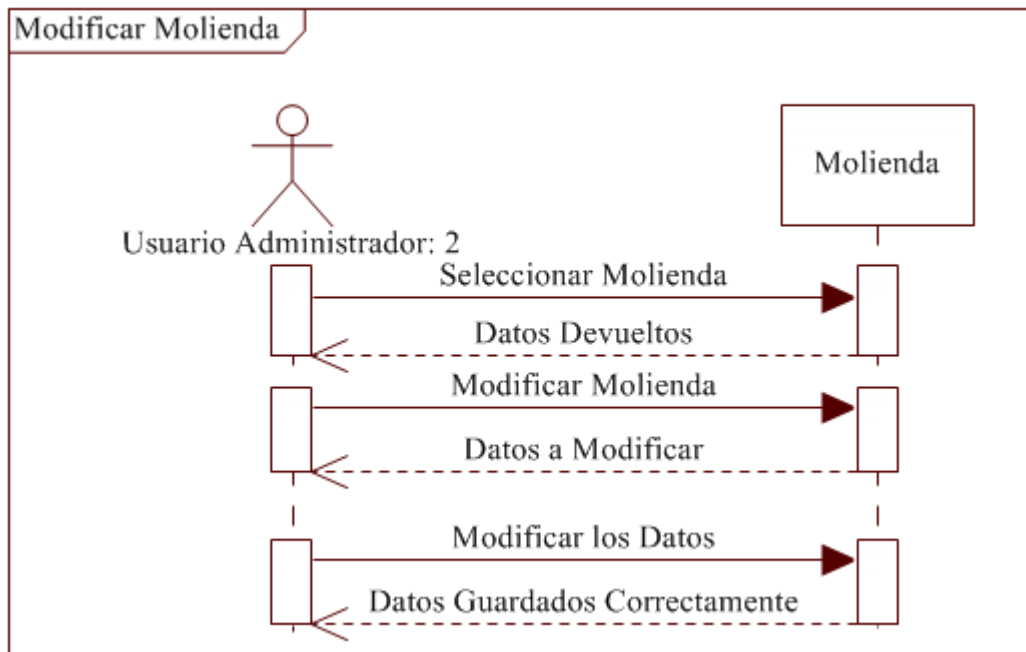 Modificar Molienda
Molienda
Usuario Administrador: 2
Seleccionar Molienda
Datos Devueltos
Modificar Molienda
Datos a Modificar
Modificar los Datos
Datos Guardados Correctamente